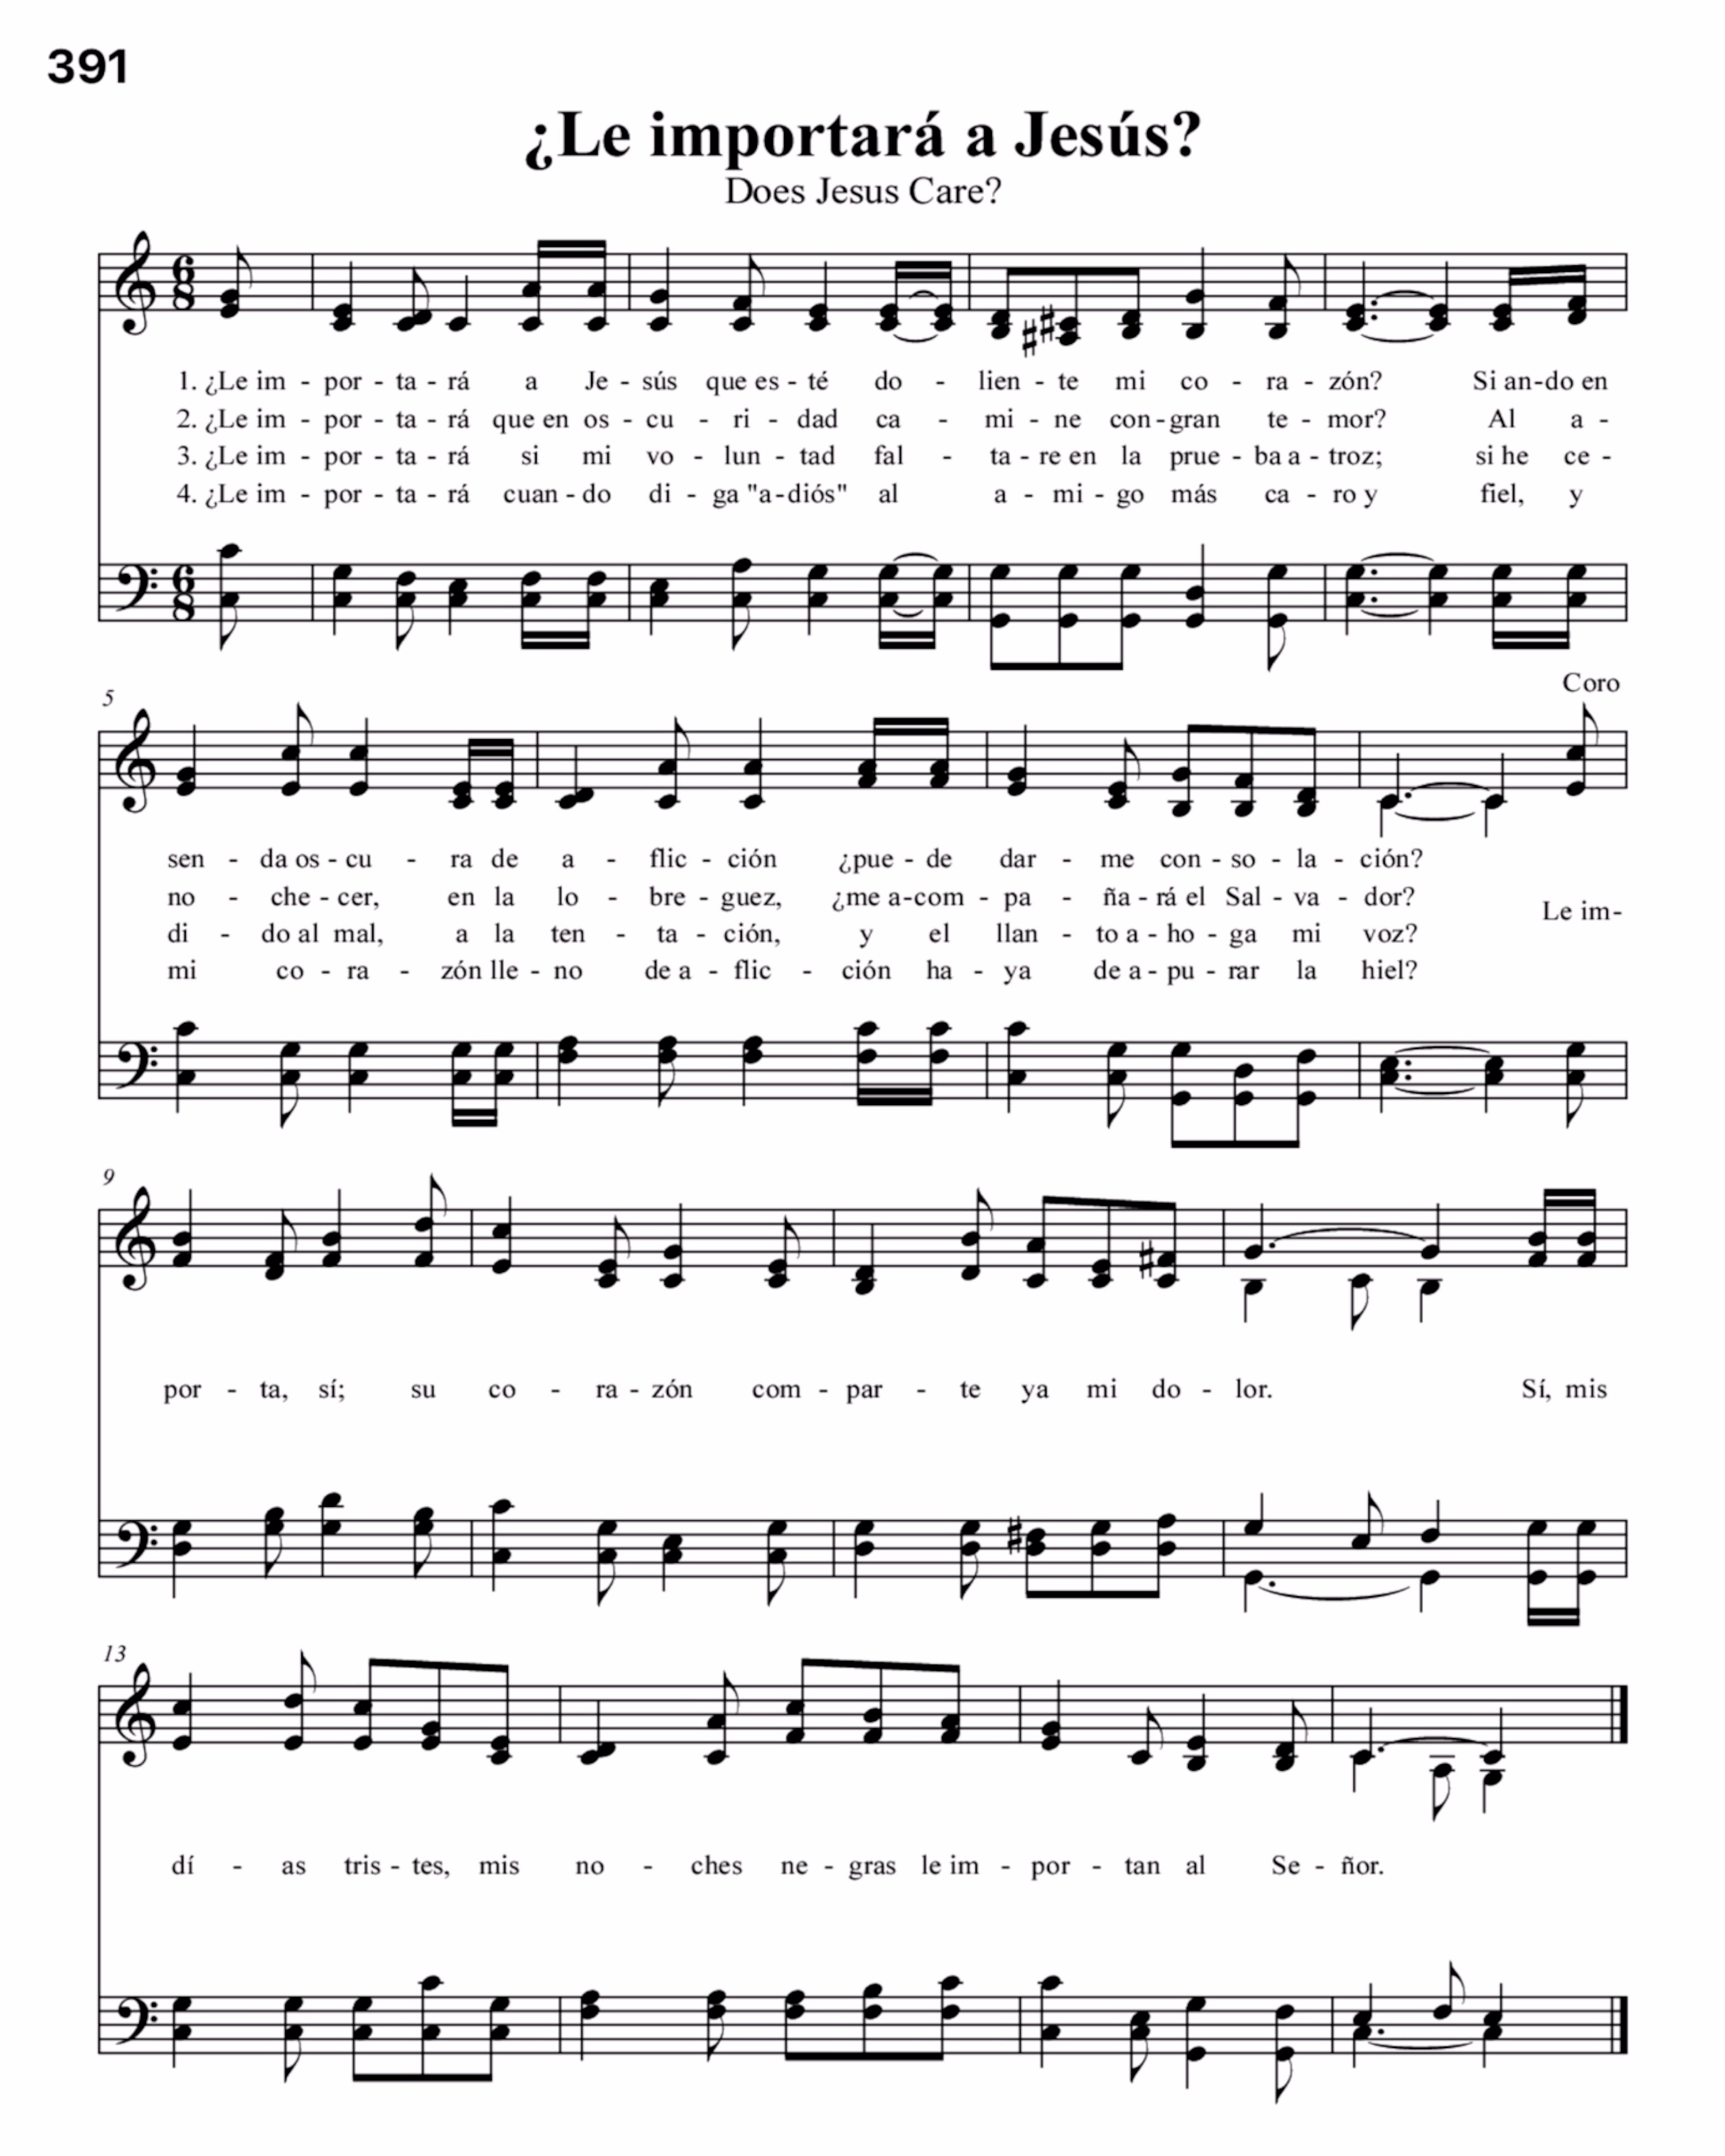 391
¿Le importará a Jesús?
Does Jesus Care?
6 8
1. ¿Le im - por - ta - rá a Je - sús que es - té do - lien - te mi co - ra - zón? Si an-do en
2. ¿Le im - por - ta - rá que en os - cu - ri - dad ca - mi - ne con - gran te - mor? Al a -
3. ¿Le im - por - ta - rá si mi vo - lun - tad fal - ta - re en la prue - ba a - troz; si he ce -
4. ¿Le im - por - ta - rá cuan - do di - ga "a-diós" al a - mi - go más ca - ro y fiel, y
6 8
5
Coro
sen - da os - cu - ra de a - flic - ción ¿pue - de dar - me con - so - la - ción?
no - che - cer, en la lo - bre - guez, ¿me a-com - pa - ña - rá el Sal - va - dor?
Le im-
di - do al mal, a la ten - ta - ción, y el llan - to a - ho - ga mi voz?
mi co - ra - zón lle - no de a - flic - ción ha - ya de a - pu - rar la hiel?
9
por - ta, sí; su co - ra - zón com - par - te ya mi do - lor. Sí, mis
13
dí - as tris - tes, mis no - ches ne - gras le im - por - tan al Se - ñor.